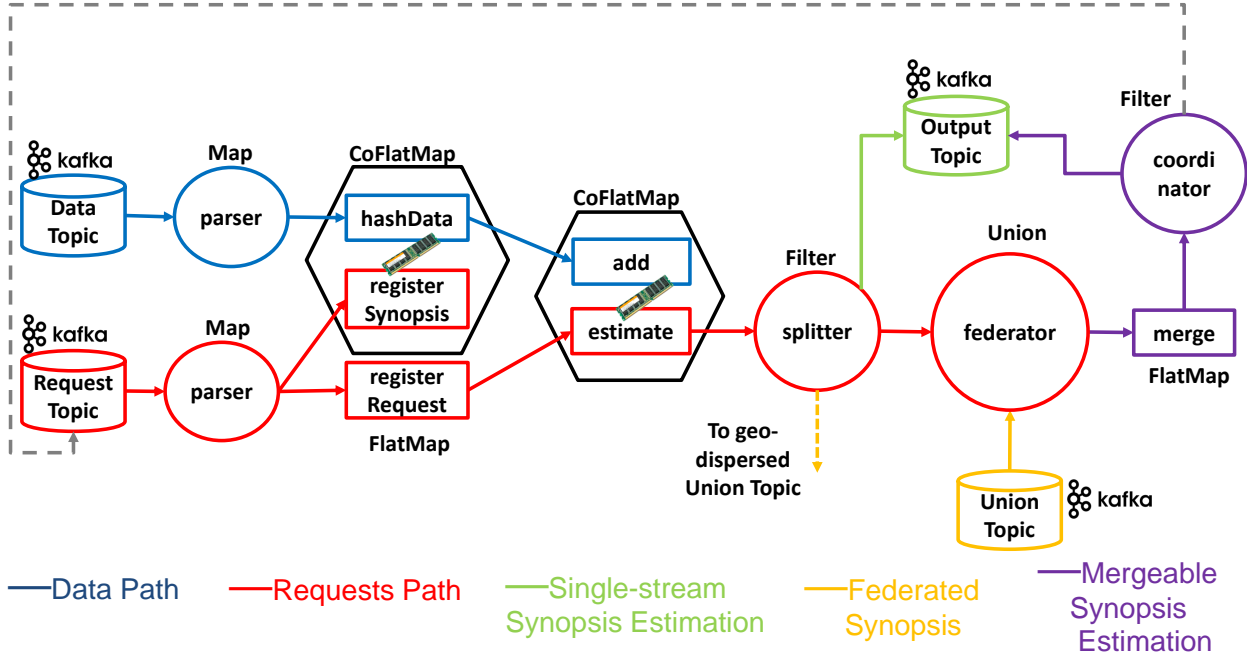 kafka
Output
Topic
Filter
coordi
nator
kafka
Data
Topic
Map
parser
CoFlatMap
hashData
register
Synopsis
CoFlatMap
add
estimate
Filter
splitter
Union
federator
merge
FlatMap
kafka
Request
Topic
Map
parser
register
Request
FlatMap
To geo-
dispersed
Union Topic
Union
Topic
kafka
Data Path
Requests Path
Single-stream
Synopsis Estimation
Federated
Synopsis
Mergeable
Synopsis
Estimation